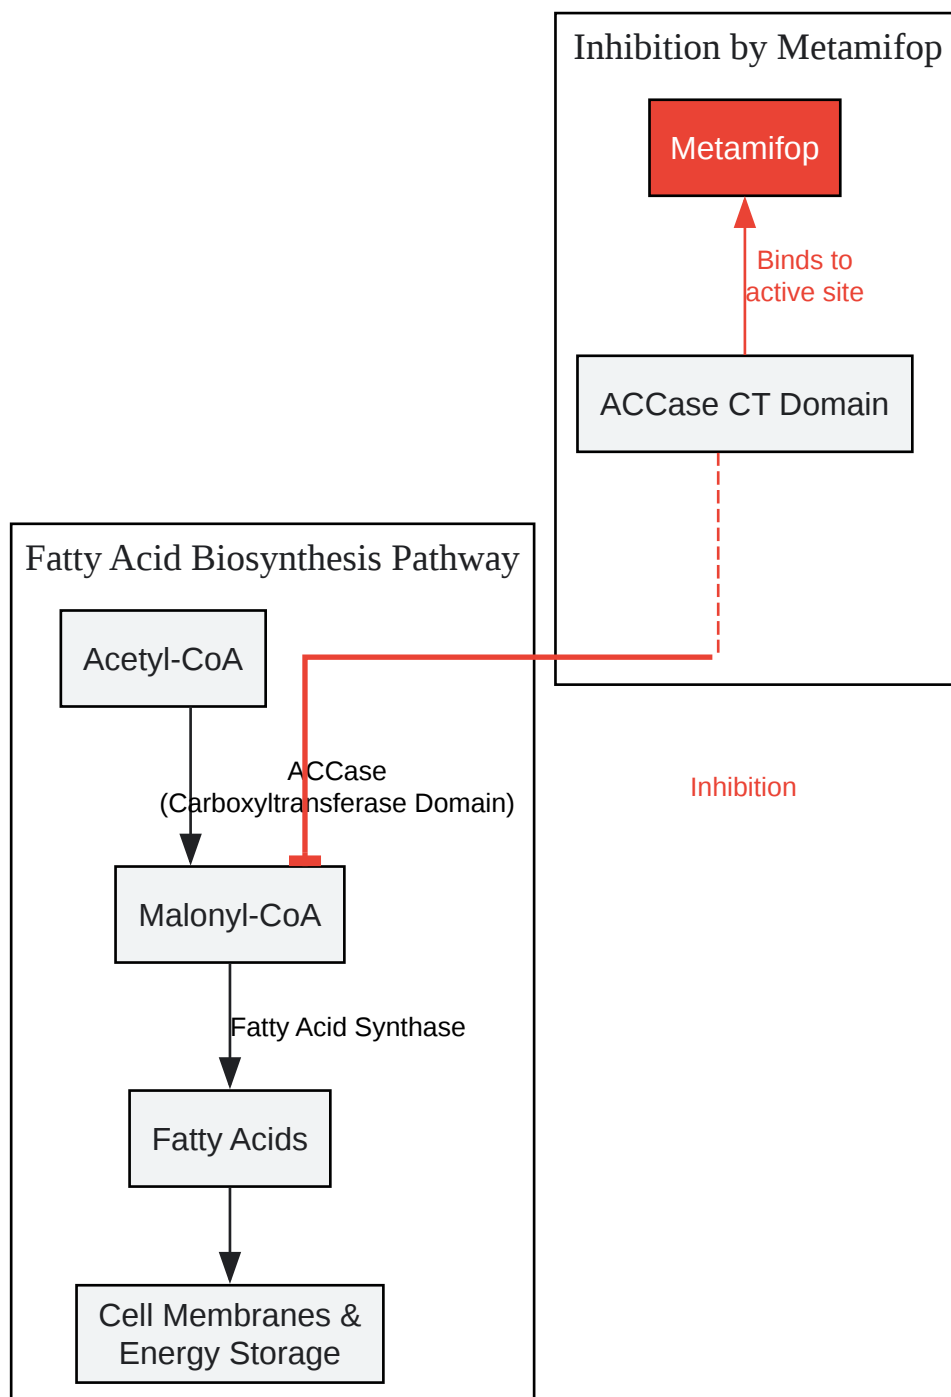 Inhibition by Metamifop
Metamifop
Binds to
active site
ACCase CT Domain
Fatty Acid Biosynthesis Pathway
Acetyl-CoA
ACCase
(Carboxyltransferase Domain)
Inhibition
Malonyl-CoA
Fatty Acid Synthase
Fatty Acids
Cell Membranes &
Energy Storage